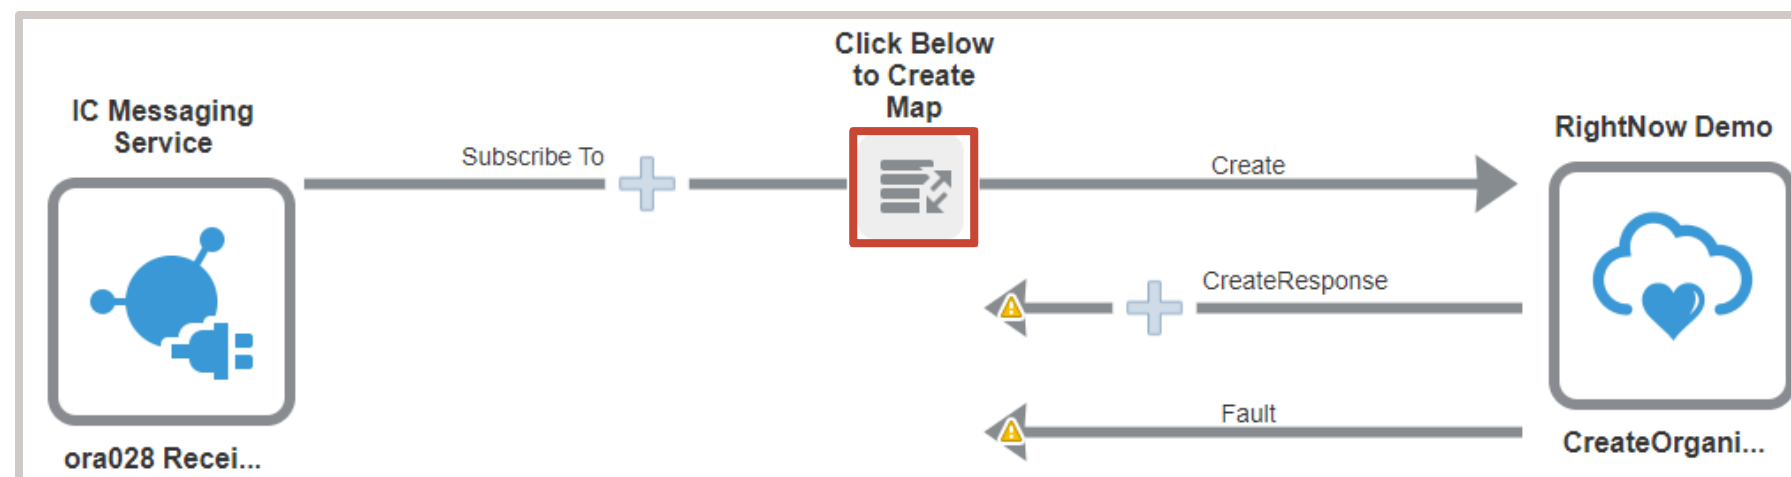 Click Below
to Create
Map
IC Messaging
Service
RightNow Demo
Subscribe To
Create
CreateResponse
Fault
ora028 Recei...
CreateOrgani...